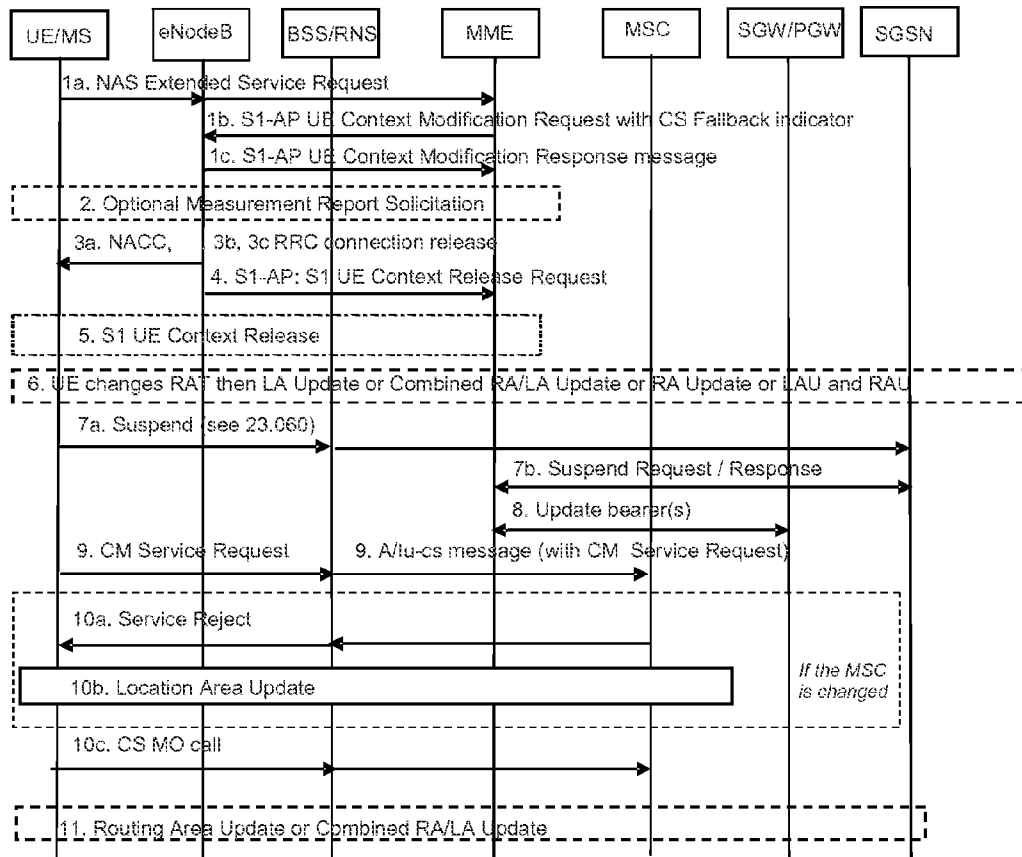 UE/MS eNodeB BSS/RNS MME MSC SGW/PGW SGSN
1a. NAS Extended Service Request
1b. S1-AP UE Context Modification Request with CS Fallback indicator
1c. S1-AP UE Context Modification Response message
2. Optional Measurement Report Solicitation
3a. NACC, 3b, 3c RRC connection release
4. S1-AP: S1 UE Context Release Request
5. S1 UE Context Release
6. UE changes RAT then LA Update or Combined RA/LA Update or RA Update or LAU and RAU
7a. Suspend (see 23.060)
7b. Suspend Request / Response
8. Update bearer(s)
9. CM Service Request 9. A/Iu-cs message (with CM Service Request)
10a. Service Reject
10b. Location Area Update
If the MSC
is changed
10c. CS MO call
11. Routing Area Update or Combined RA/LA Update